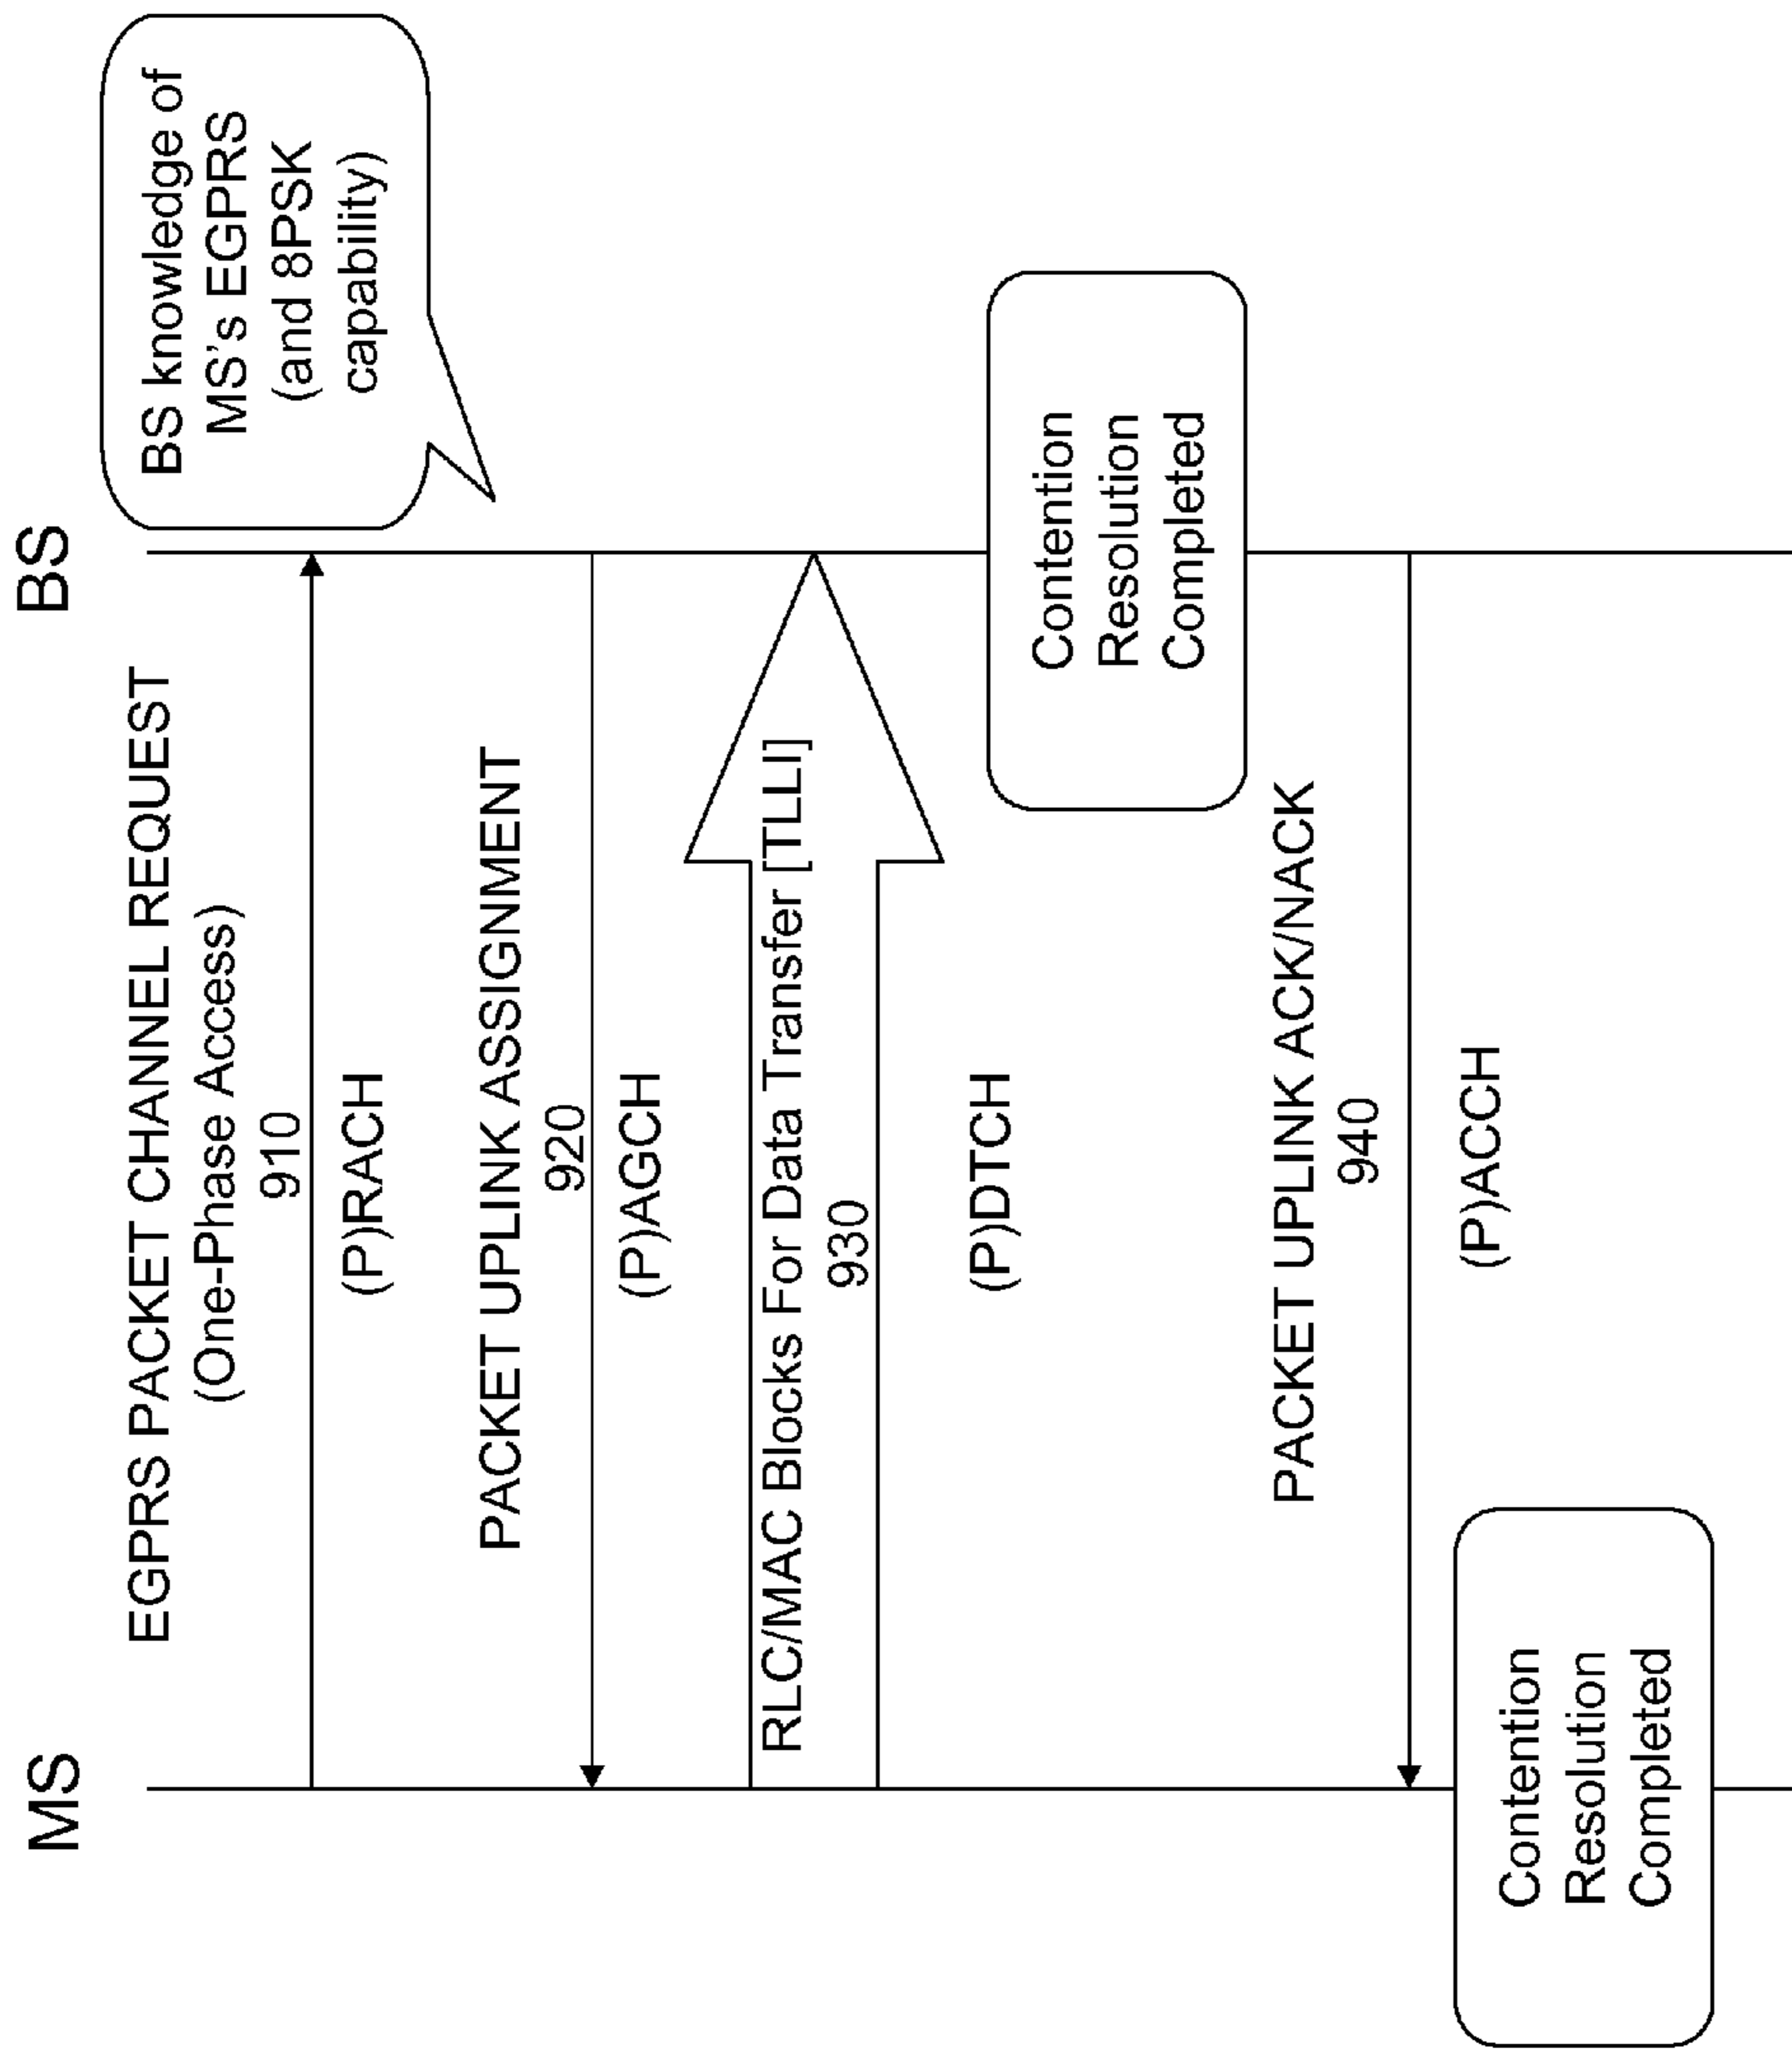 MS
BS
BS knowledge of
MS's EGPRS
(and 8PSK
capability)
EGPRS PACKET CHANNEL REQUEST
(One-Phase Access)
910
(P)RACH
PACKET UPLINK ASSIGNMENT
920
(P)AGCH
RLC/MAC Blocks For Data Transfer [TLLI]
930
(P)DTCH
Contention
Resolution
Completed
PACKET UPLINK ACK/NACK
940
(P)ACCH
Contention
Resolution
Completed